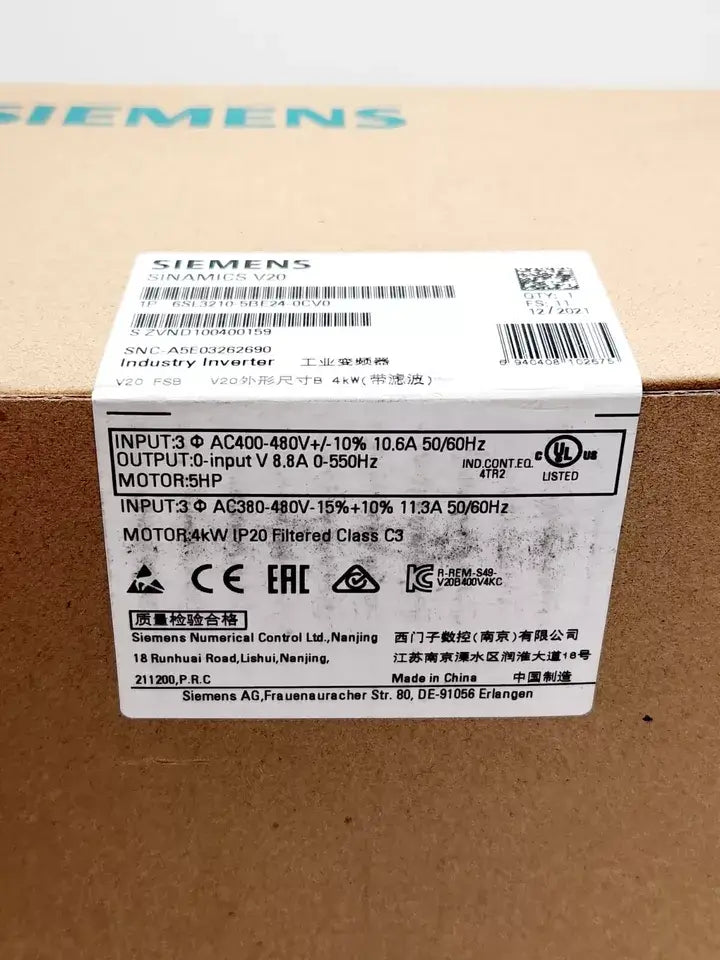 SIEMENS
SIEMENS
SINAMICS V20
1P 6SL3210-5BE24-0CV0
S ZVND100400159
SNC-A5E03262690
QTY: 1
FS: 11
12/2021
6 940408 102675
Industry Inverter 工业变频器
V20 FSB V20外形尺寸B 4kW(带滤波)
INPUT:3 Φ AC400-480V+/-10% 10.6A 50/60Hz
OUTPUT:0-input V 8.8A 0-550Hz
MOTOR:5HP
IND.CONT.EQ.
4TR2
c UL us
LISTED
INPUT:3 Φ AC380-480V-15%+10% 11.3A 50/60Hz
MOTOR:4kW IP20 Filtered Class C3
CE EAC KC R-REM-S49-
V20B400V4KC
质量检验合格
Siemens Numerical Control Ltd.,Nanjing 西门子数控(南京)有限公司
18 Runhuai Road,Lishui,Nanjing, 江苏南京溧水区润淮大道18号
211200,P.R.C Made in China 中国制造
Siemens AG,Frauenauracher Str. 80, DE-91056 Erlangen